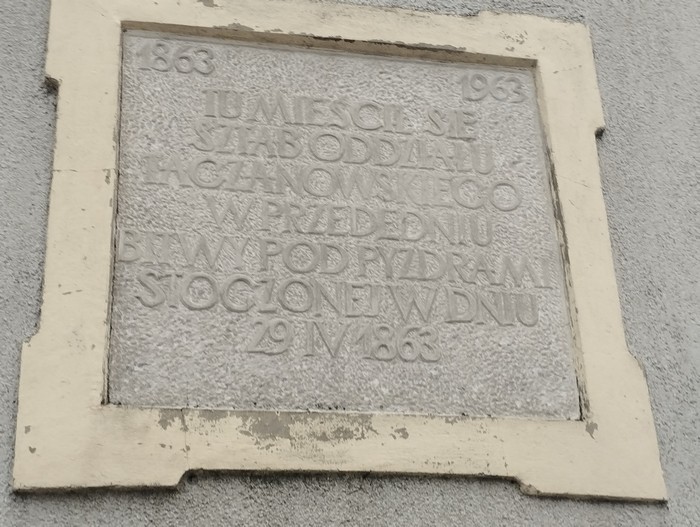 1863
1963
TU MIEŚCIŁ SIĘ
SZTAB ODDZIAŁU
TACZANOWSKIEGO
W PRZEDEDNIU
BITWY POD PYZDRAMI
STOCZONEJ W DNIU
29 IV 1863